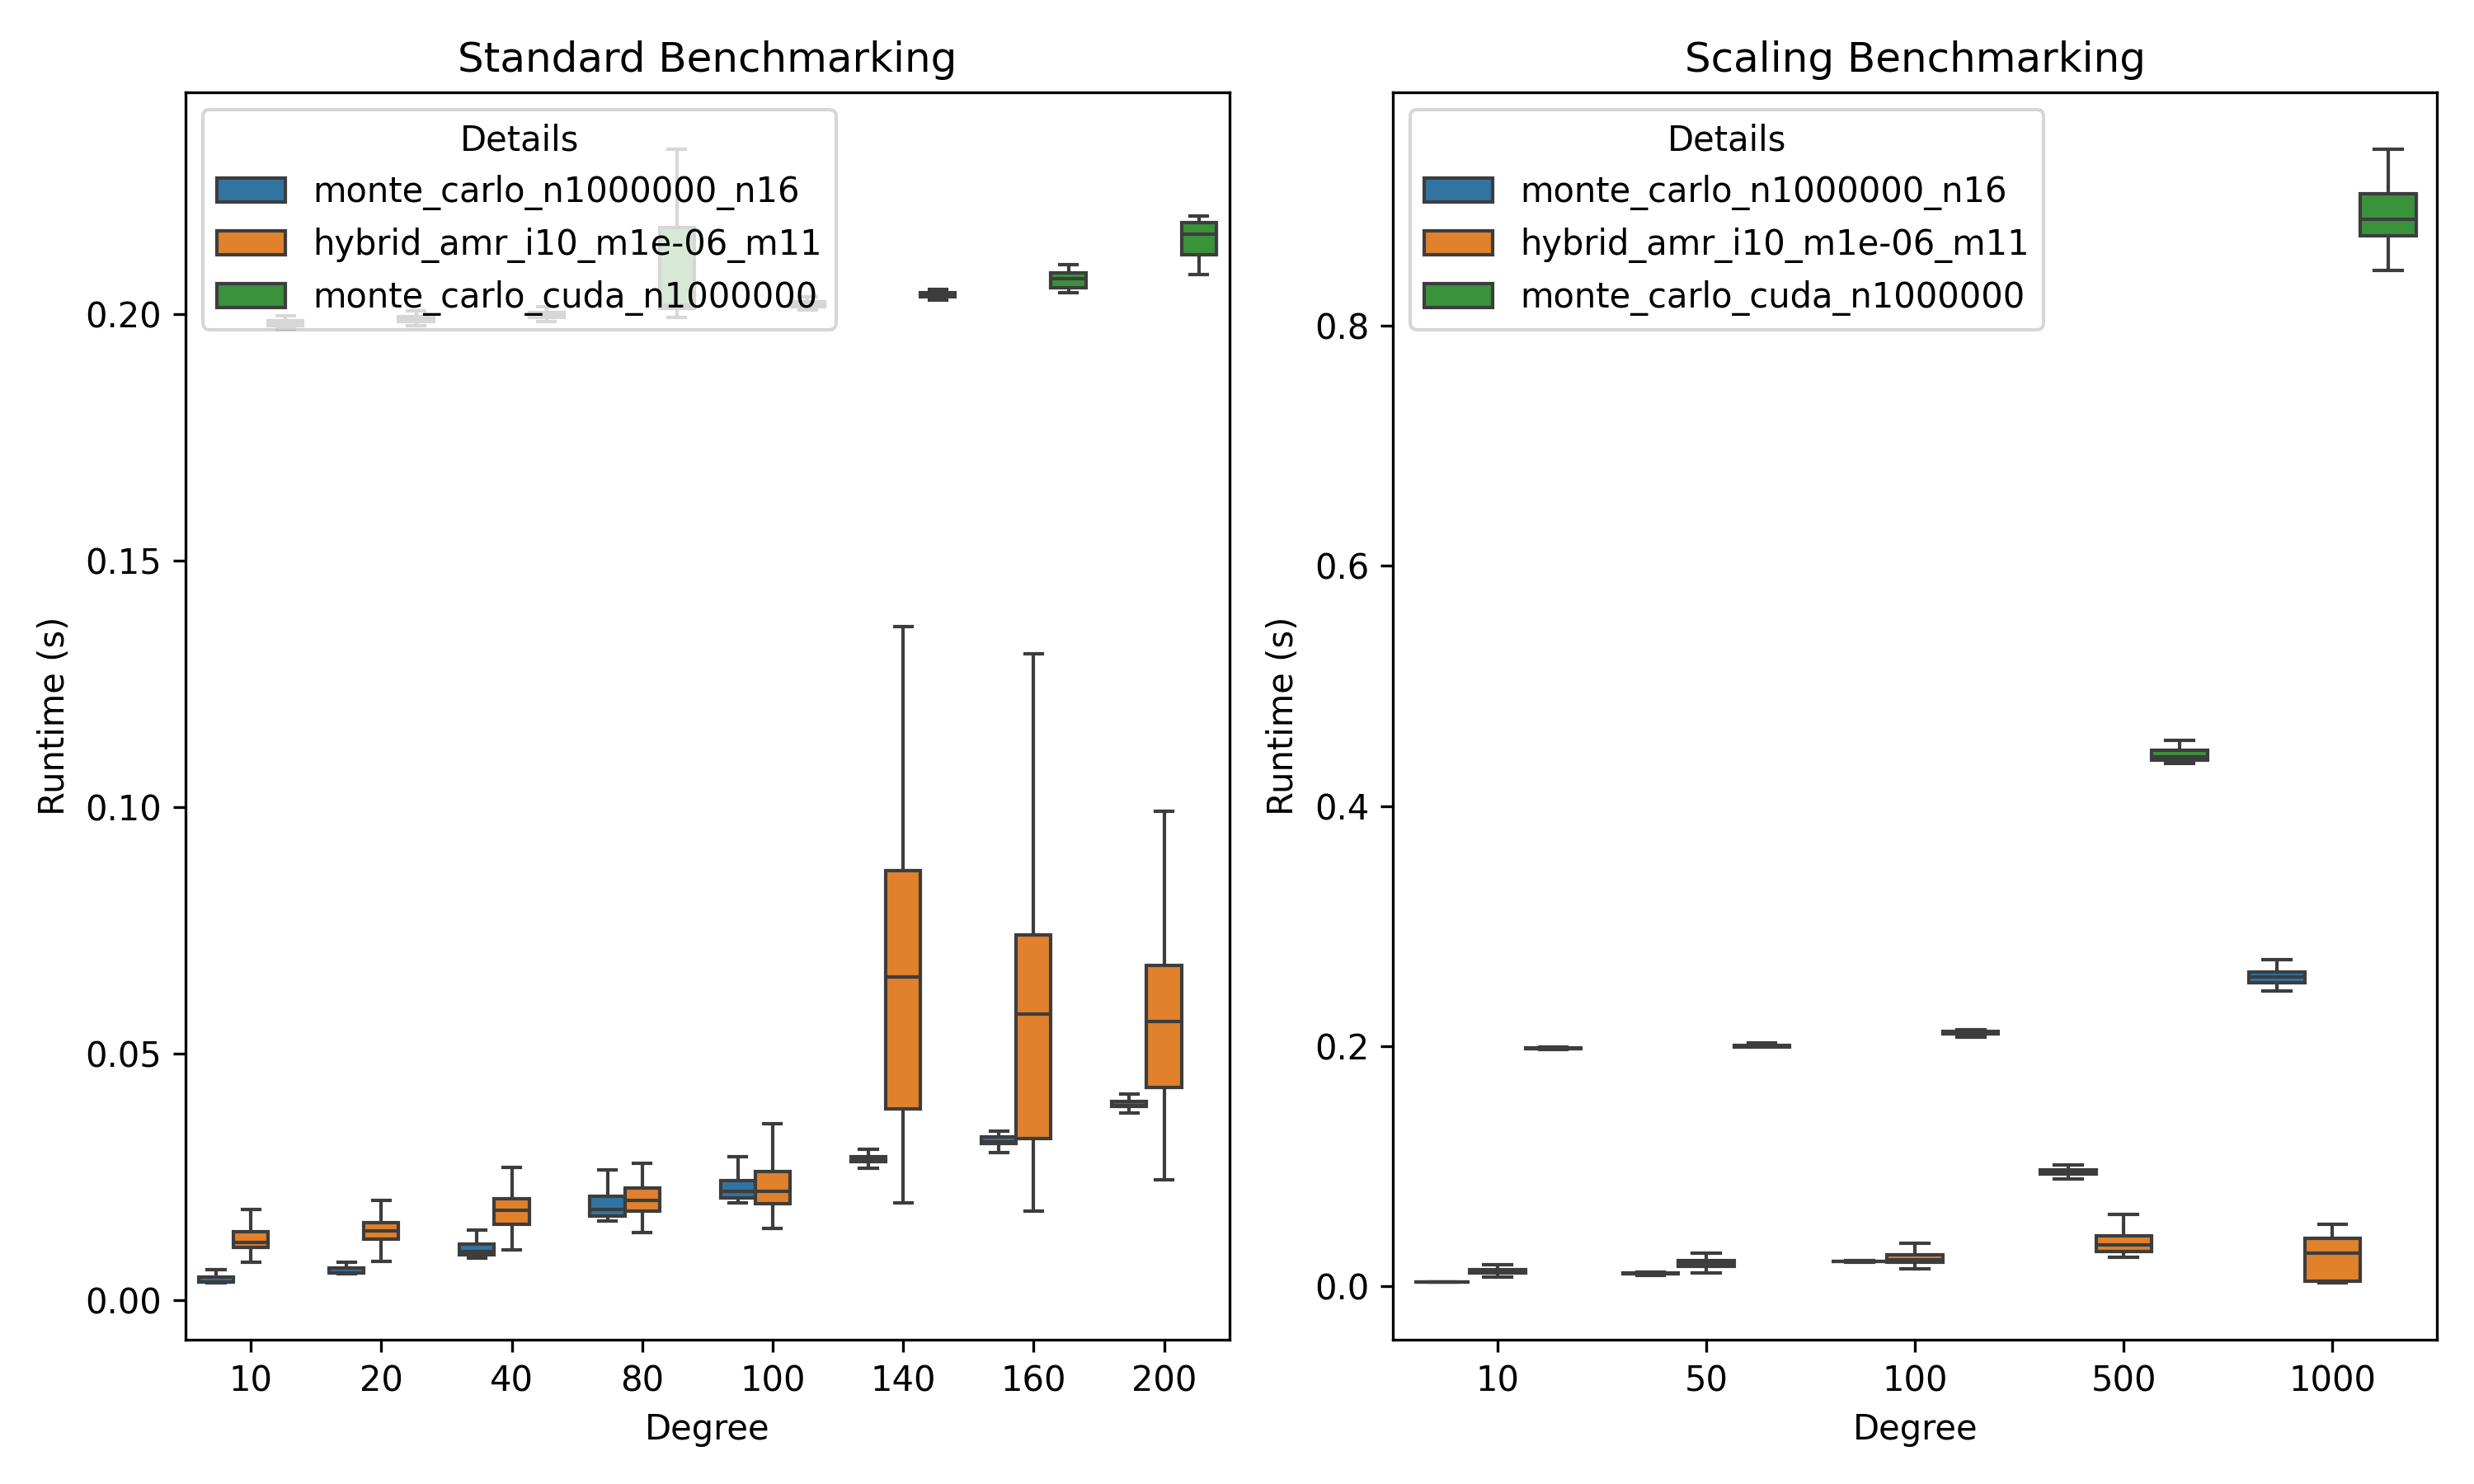 Standard Benchmarking
Details
monte_carlo_n1000000_n16
hybrid_amr_i10_m1e-06_m11
monte_carlo_cuda_n1000000
Runtime (s)
0.20
0.15
0.10
0.05
0.00
10 20 40 80 100 140 160 200
Degree
Scaling Benchmarking
Details
monte_carlo_n1000000_n16
hybrid_amr_i10_m1e-06_m11
monte_carlo_cuda_n1000000
Runtime (s)
0.8
0.6
0.4
0.2
0.0
10 50 100 500 1000
Degree